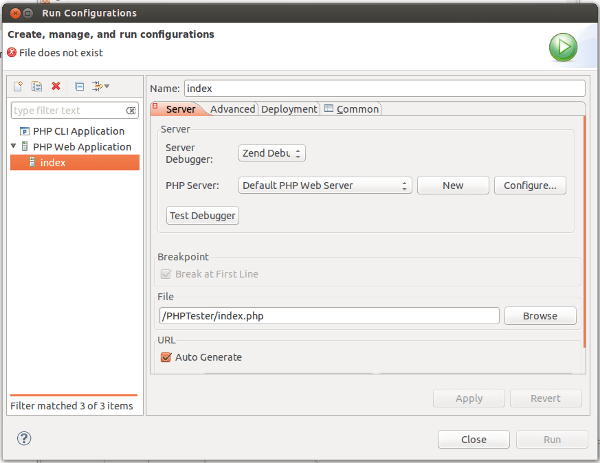 Run Configurations
Create, manage, and run configurations
File does not exist
type filter text
PHP CLI Application
PHP Web Application
index
Filter matched 3 of 3 items
Name: index
Server Advanced Deployment Common
Server
Server Debugger: Zend Debu
PHP Server: Default PHP Web Server New Configure...
Test Debugger
Breakpoint
Break at First Line
File
/PHPTester/index.php Browse
URL
Auto Generate
Apply Revert
Close Run